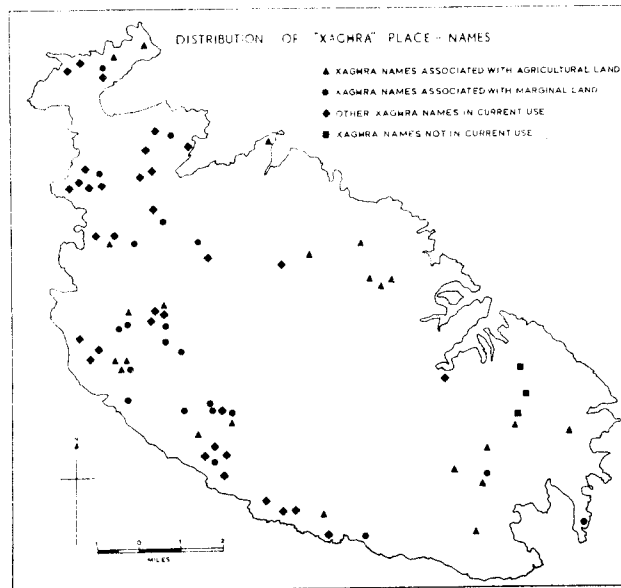 DISTRIBUTION OF "XAGHRA" PLACE - NAMES
XAGHRA NAMES ASSOCIATED WITH AGRICULTURAL LAND
XAGHRA NAMES ASSOCIATED WITH MARGINAL LAND
OTHER XAGHRA NAMES IN CURRENT USE
XAGHRA NAMES NOT IN CURRENT USE
1 0 1 2
MILES